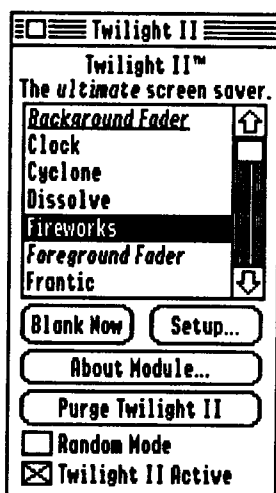 Twilight II
Twilight II™
The ultimate screen saver.
Background Fader
Clock
Cyclone
Dissolve
Fireworks
Foreground Fader
Frantic
Blank Now
Setup...
About Module...
Purge Twilight II
Random Mode
Twilight II Active